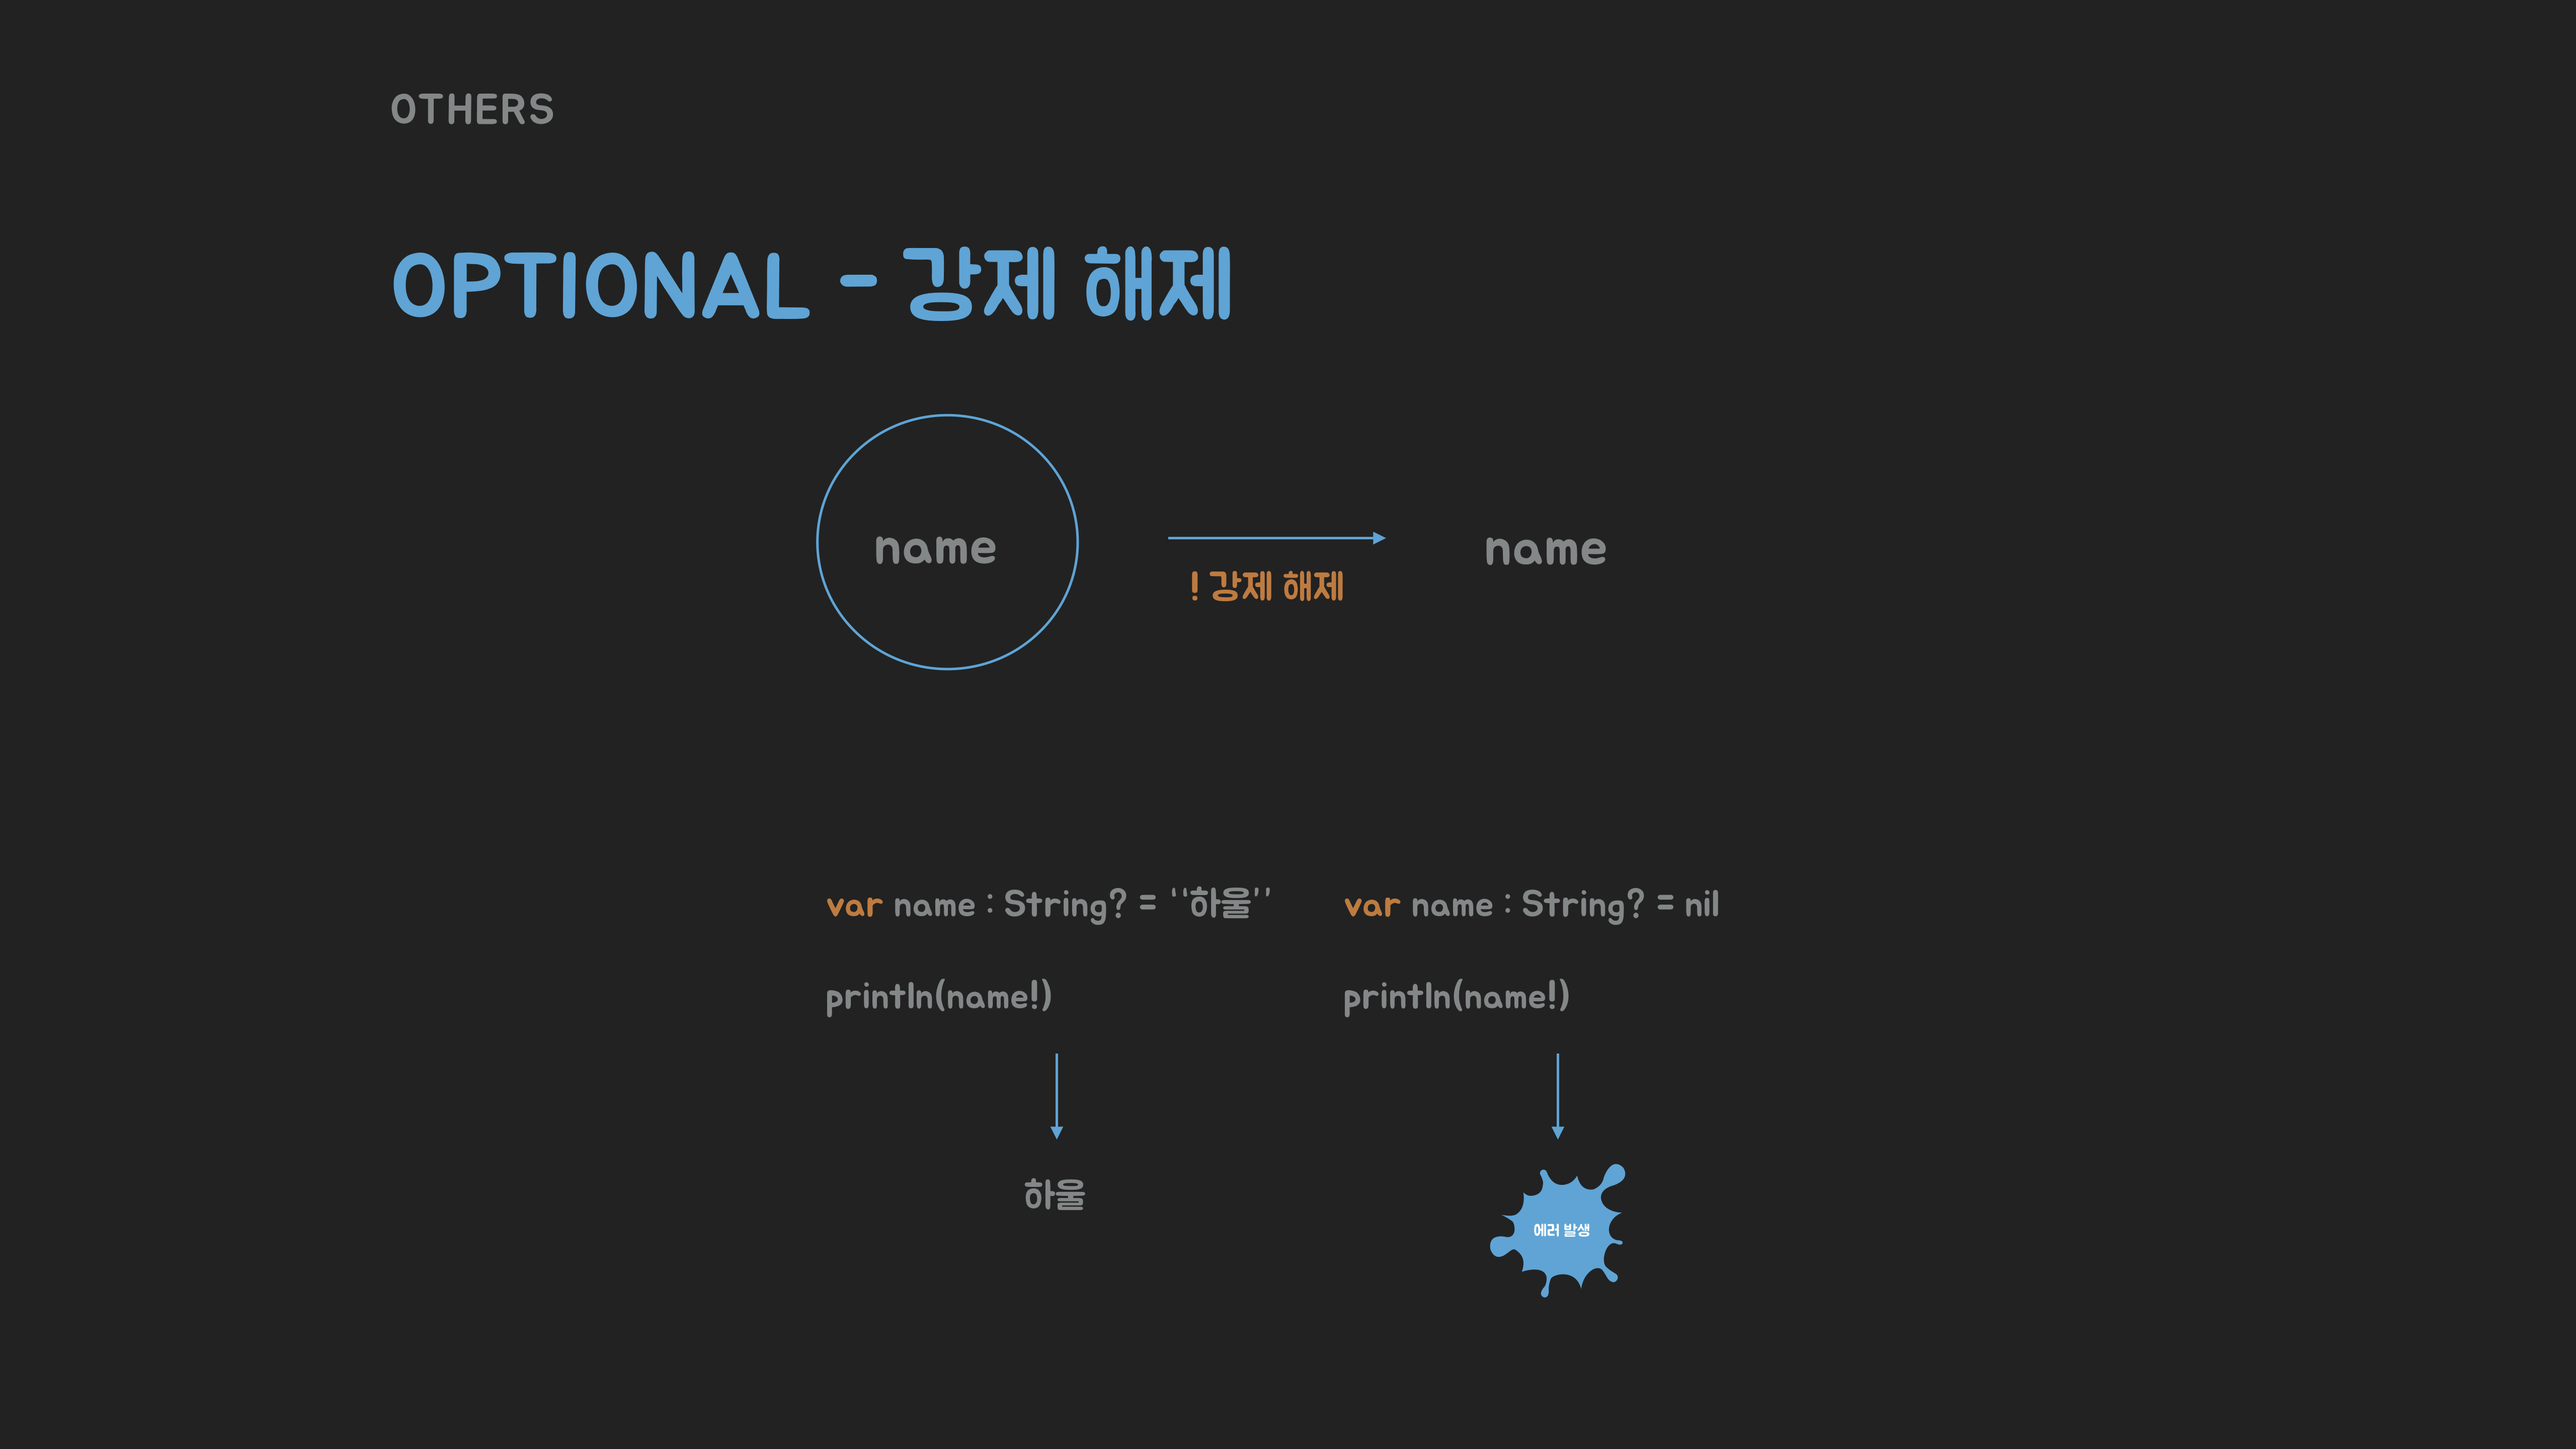 OTHERS
OPTIONAL - 강제 해제
name
! 강제 해제
name
var name : String? = ‘‘하울’’
println(name!)
하울
var name : String? = nil
println(name!)
에러 발생